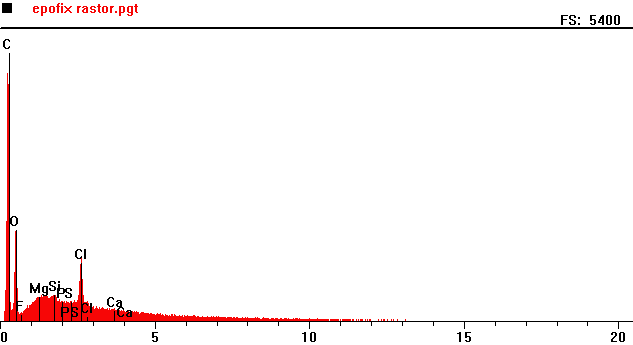 epofix rastor.pgt
FS: 5400
C
O
Cl
F
Mg
Si
P
S
P
S
Cl
Ca
Ca
0 5 10 15 20